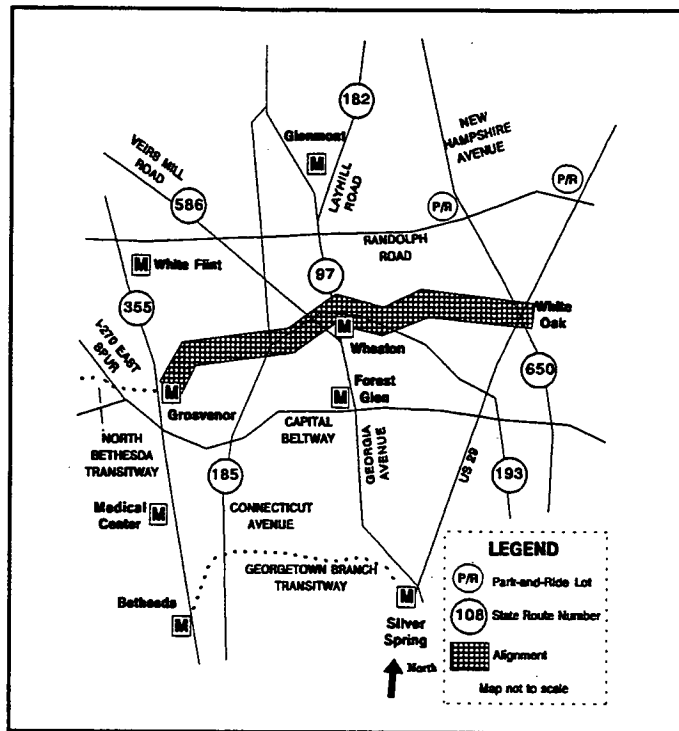 182
Glenmont
M
NEW
HAMPSHIRE
AVENUE
VEIRS MILL
ROAD
LAYHILL
ROAD
P/R
P/R
586
RANDOLPH
ROAD
M White Flint
97
355
White
Oak
I-270 EAST
SPUR
M
Wheaton
M
Grosvenor
650
Forest
Glen
M
CAPITAL
BELTWAY
NORTH
BETHESDA
TRANSITWAY
GEORGIA
AVENUE
US 29
185
193
Medical
Center
M
CONNECTICUT
AVENUE
GEORGETOWN BRANCH
TRANSITWAY
Bethesda
M
M
Silver
Spring
North
LEGEND
P/R Park-and-Ride Lot
108 State Route Number
Alignment
Map not to scale